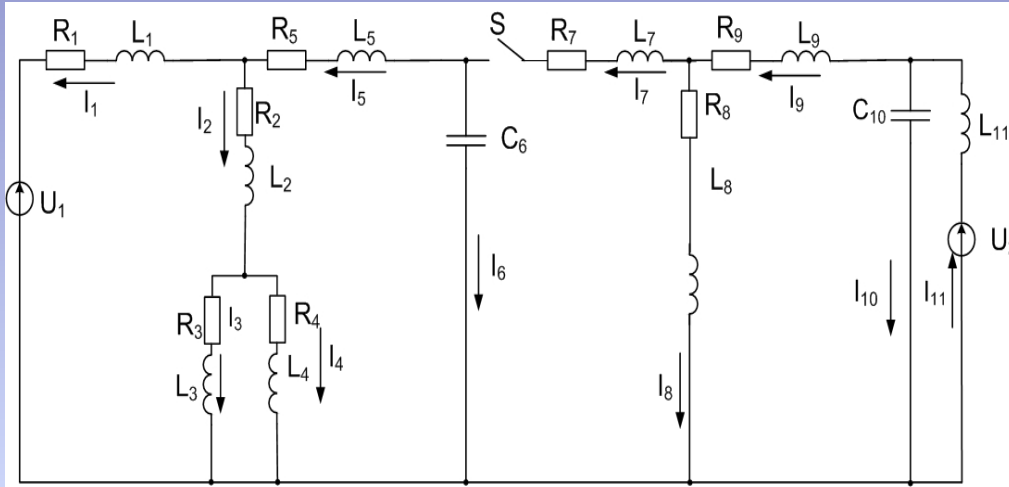 R₁ L₁ R₅ L₅ S R₇ L₇ R₉ L₉
I₁ I₅ I₇ I₉
I₂ R₂ C₆ R₈ C₁₀ L₁₁
L₂ L₈
U₁
I₆ I₁₀ I₁₁
R₃ I₃ R₄
L₃ L₄ I₄ I₈